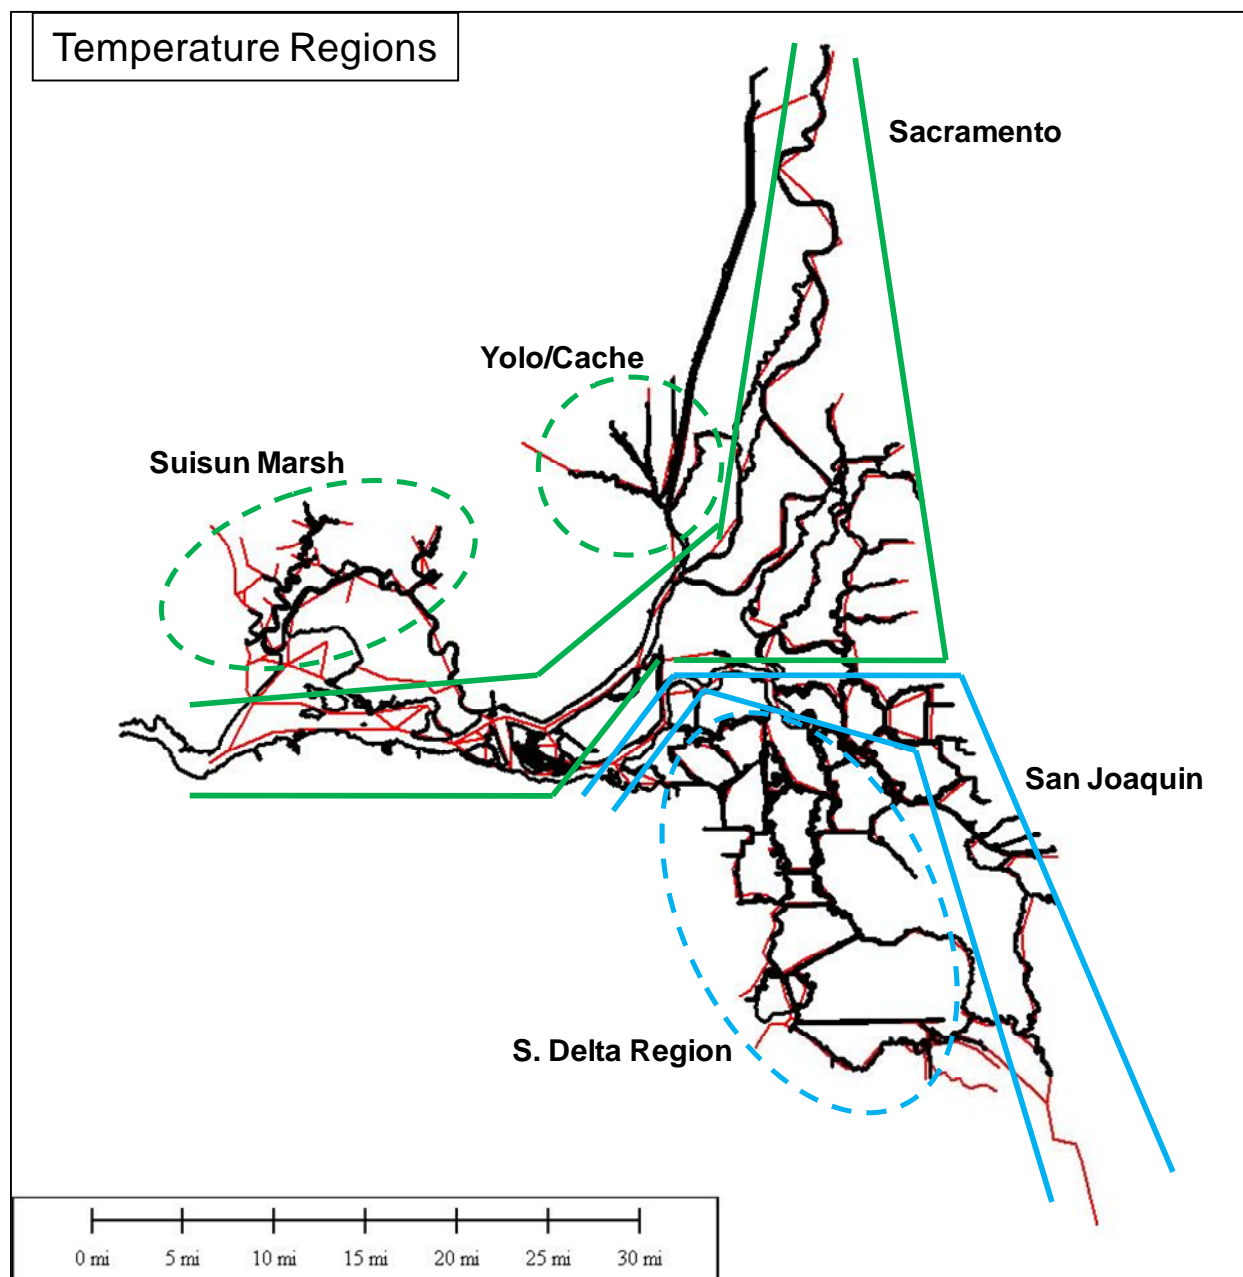 Temperature Regions
Sacramento
Yolo/Cache
Suisun Marsh
San Joaquin
S. Delta Region
0 mi 5 mi 10 mi 15 mi 20 mi 25 mi 30 mi